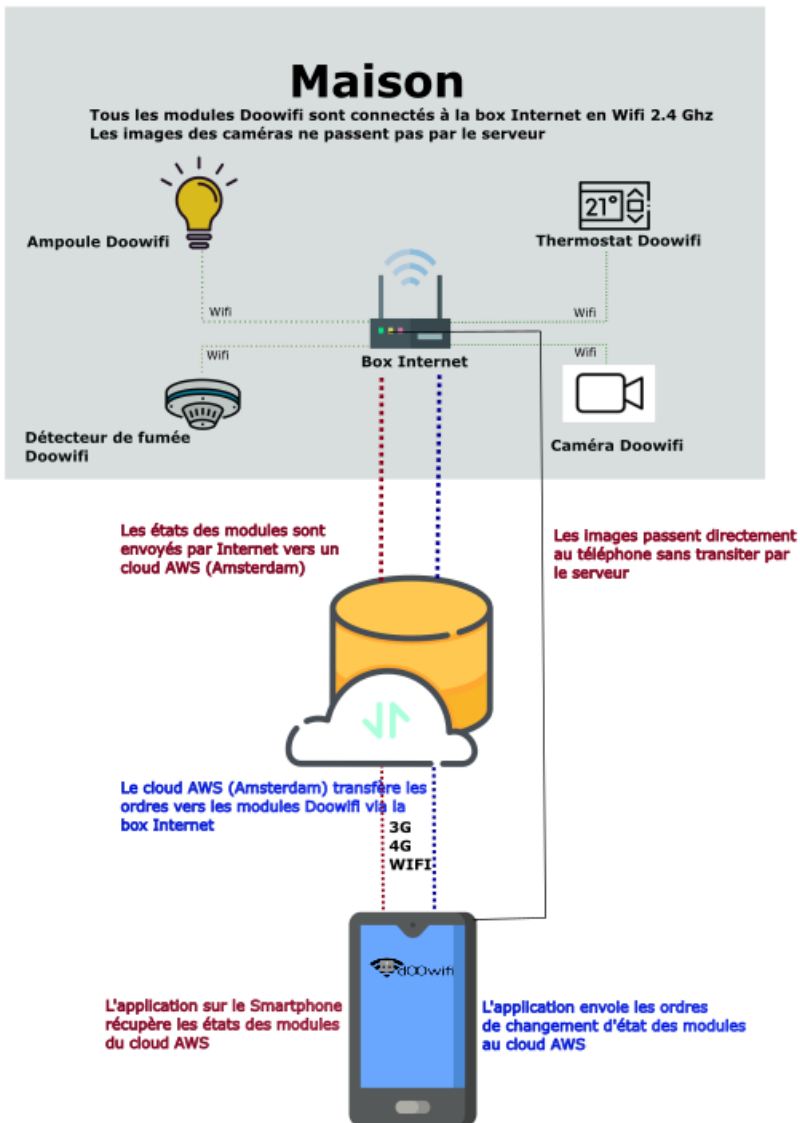 Maison
Tous les modules Doowifi sont connectés à la box Internet en Wifi 2.4 Ghz
Les images des caméras ne passent pas par le serveur
21°
Ampoule Doowifi
Thermostat Doowifi
Wifi
Wifi
Wifi
Wifi
Box Internet
Détecteur de fumée
Doowifi
Caméra Doowifi
Les états des modules sont
envoyés par Internet vers un
cloud AWS (Amsterdam)
Les images passent directement
au téléphone sans transiter par
le serveur
Le cloud AWS (Amsterdam) transfère les
ordres vers les modules Doowifi via la
box Internet
3G
4G
WIFI
doowifi
L'application sur le Smartphone
récupère les états des modules
du cloud AWS
L'application envoie les ordres
de changement d'état des modules
au cloud AWS